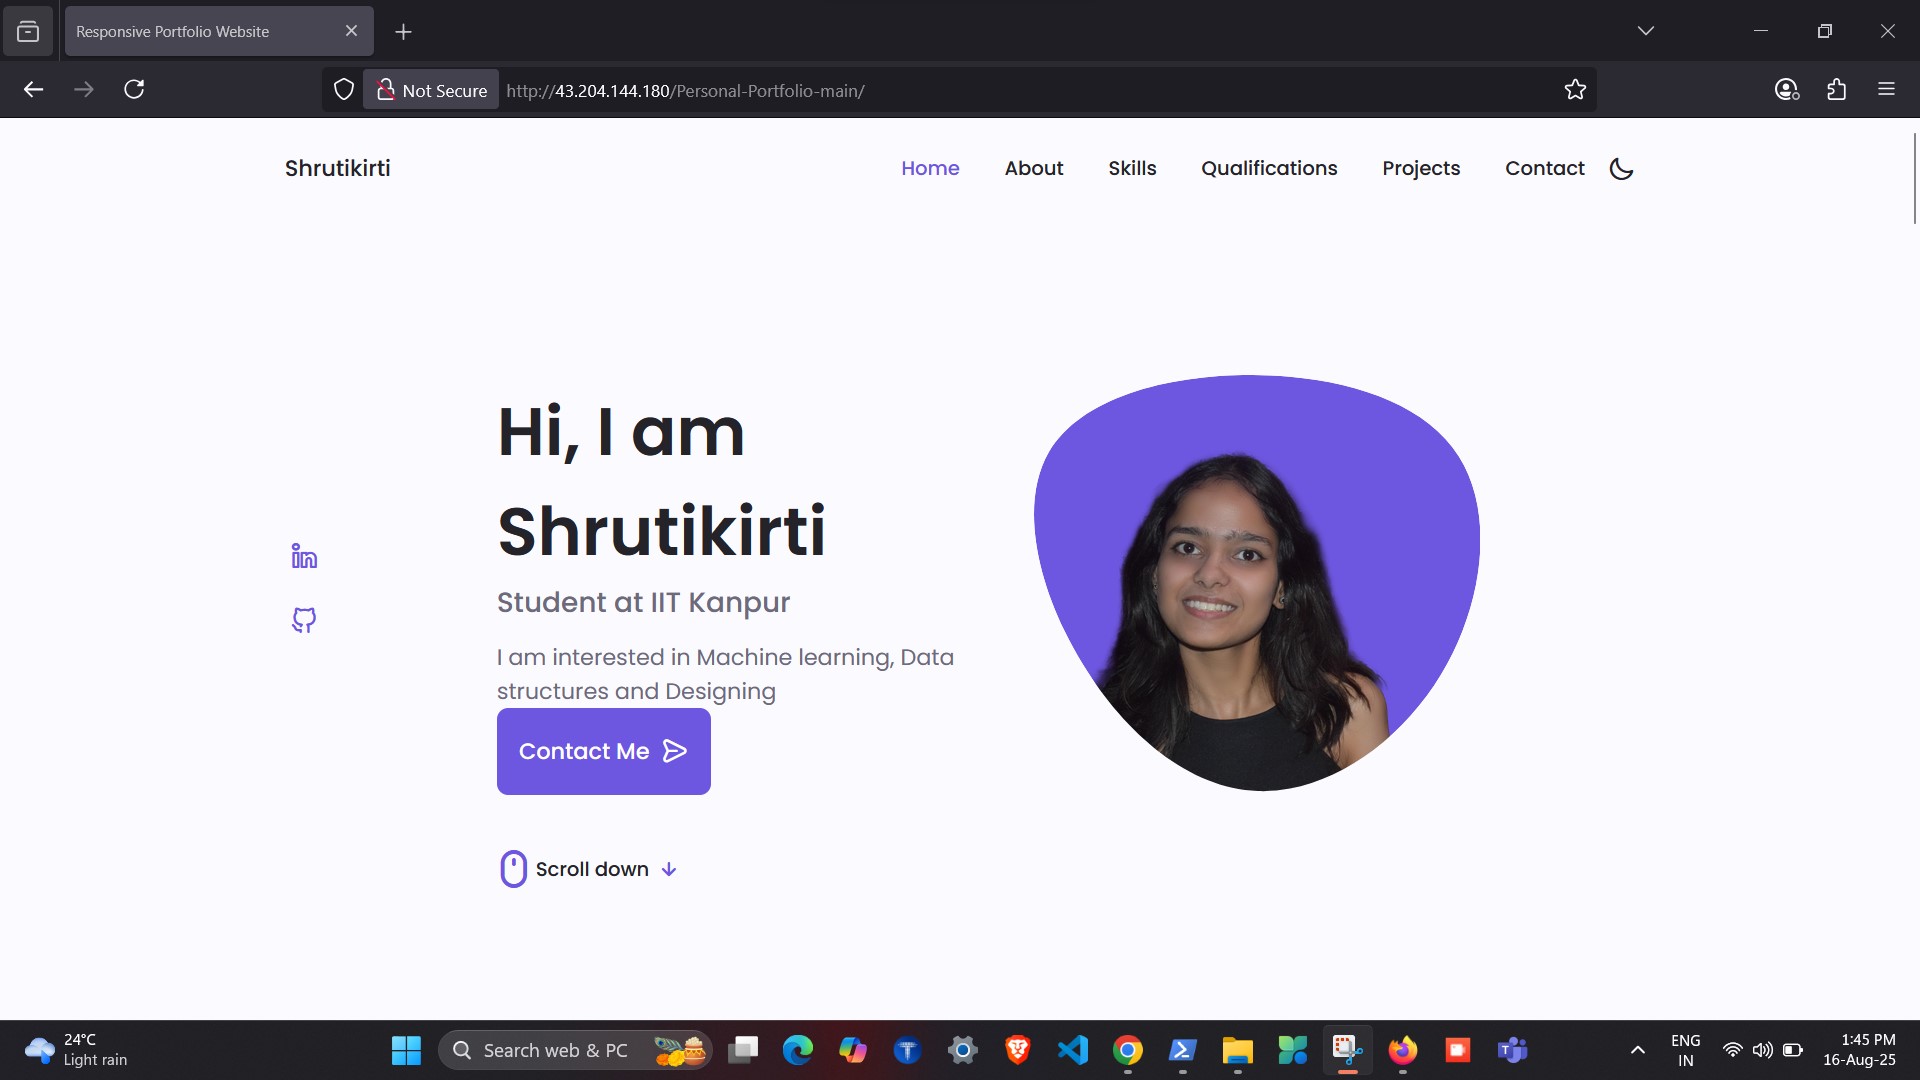 Responsive Portfolio Website
Not Secure http://43.204.144.180/Personal-Portfolio-main/
Shrutikirti
Home About Skills Qualifications Projects Contact
Hi, I am
Shrutikirti
Student at IIT Kanpur
I am interested in Machine learning, Data
structures and Designing
Contact Me
Scroll down
24°C
Light rain
Search web & PC
ENG
IN
1:45 PM
16-Aug-25